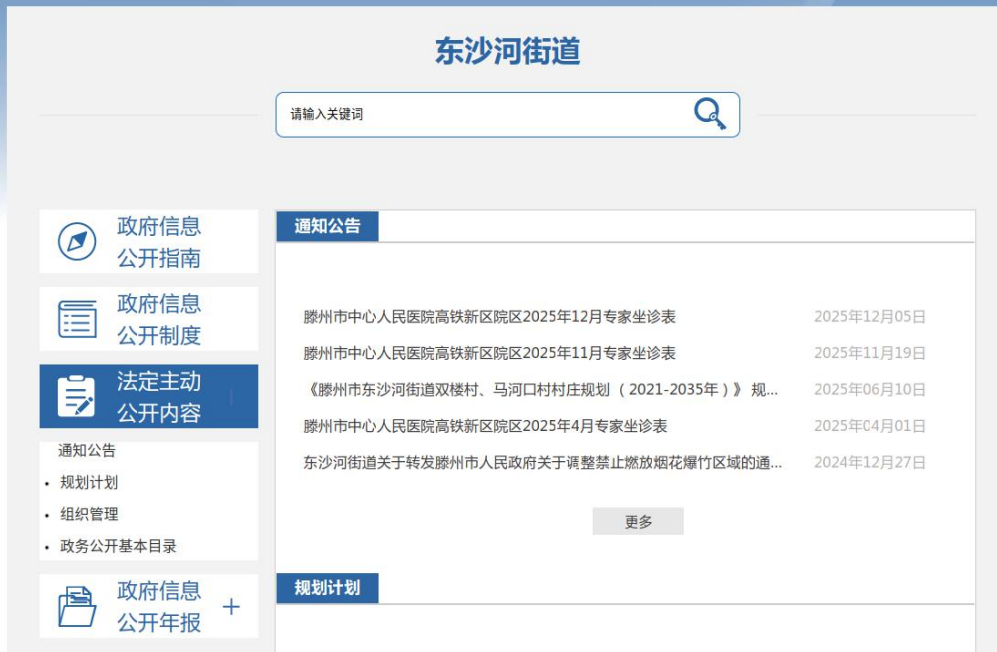 东沙河街道
请输入关键词
政府信息
公开指南
政府信息
公开制度
法定主动
公开内容
通知公告
• 规划计划
• 组织管理
• 政务公开基本目录
政府信息
公开年报
+
通知公告
滕州市中心人民医院高铁新区院区2025年12月专家坐诊表 2025年12月05日
滕州市中心人民医院高铁新区院区2025年11月专家坐诊表 2025年11月19日
《滕州市东沙河街道双楼村、马河口村村庄规划（2021-2035年）》 规... 2025年06月10日
滕州市中心人民医院高铁新区院区2025年4月专家坐诊表 2025年04月01日
东沙河街道关于转发滕州市人民政府关于调整禁止燃放烟花爆竹区域的通... 2024年12月27日
更多
规划计划